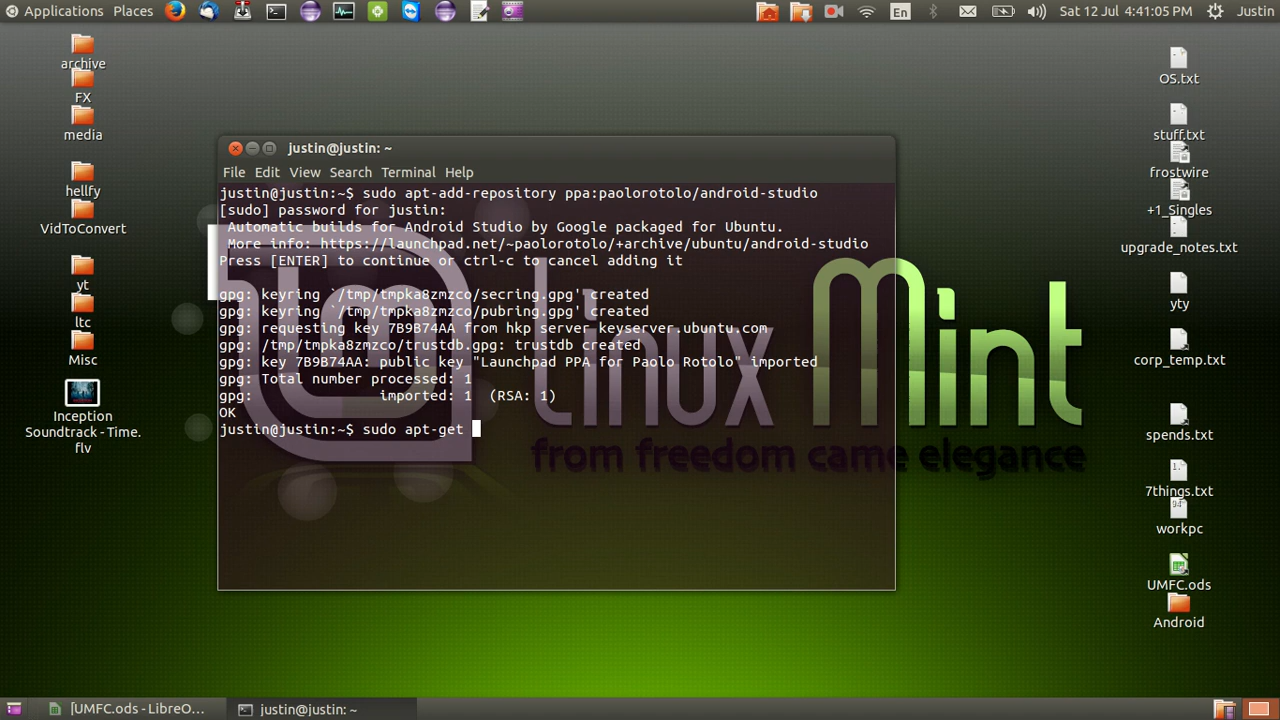 Applications Places En Sat 12 Jul 4:41:05 PM Justin
archive
FX
media
hellfy
VidToConvert
yt
ltc
Misc
Inception
Soundtrack - Time.
flv
justin@justin: ~
File Edit View Search Terminal Help
justin@justin:~$ sudo apt-add-repository ppa:paolorotolo/android-studio
[sudo] password for justin:
 Automatic builds for Android Studio by Google packaged for Ubuntu.
 More info: https://launchpad.net/~paolorotolo/+archive/ubuntu/android-studio
Press [ENTER] to continue or ctrl-c to cancel adding it
gpg: keyring `/tmp/tmpka8zmzco/secring.gpg' created
gpg: keyring `/tmp/tmpka8zmzco/pubring.gpg' created
gpg: requesting key 7B9B74AA from hkp server keyserver.ubuntu.com
gpg: /tmp/tmpka8zmzco/trustdb.gpg: trustdb created
gpg: key 7B9B74AA: public key "Launchpad PPA for Paolo Rotolo" imported
gpg: Total number processed: 1
gpg:               imported: 1  (RSA: 1)
OK
justin@justin:~$ sudo apt-get
Linux Mint
from freedom came elegance
OS.txt
stuff.txt
frostwire
+1_Singles
upgrade_notes.txt
yty
corp_temp.txt
spends.txt
7things.txt
workpc
UMFC.ods
Android
[UMFC.ods - LibreO... justin@justin: ~